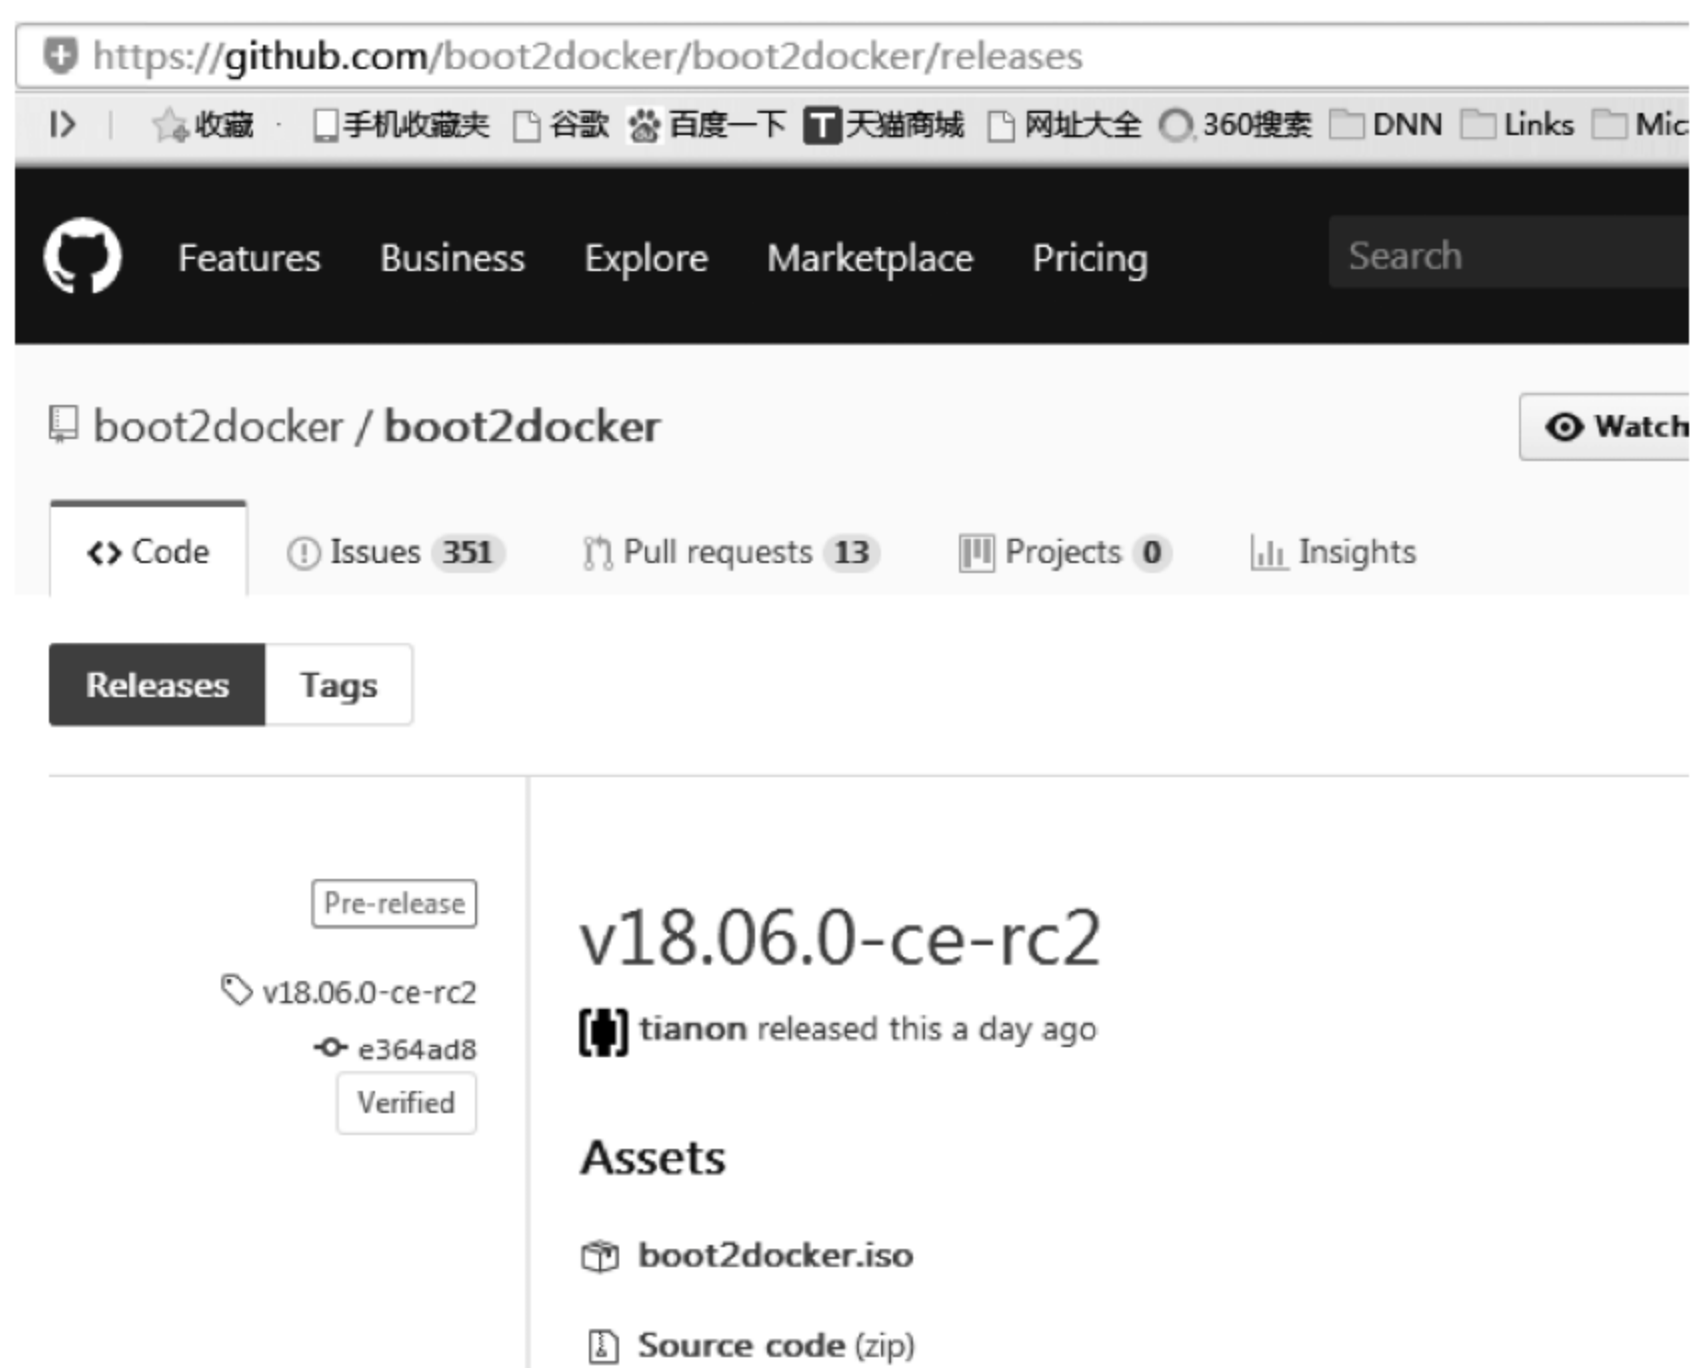 https://github.com/boot2docker/boot2docker/releases
收藏 · 手机收藏夹 谷歌 百度一下 T 天猫商城 网址大全 360搜索 DNN Links Mic
Features Business Explore Marketplace Pricing Search
boot2docker / boot2docker Watch
Code Issues 351 Pull requests 13 Projects 0 Insights
Releases Tags
Pre-release
v18.06.0-ce-rc2
e364ad8
Verified
v18.06.0-ce-rc2
tianon released this a day ago
Assets
boot2docker.iso
Source code (zip)